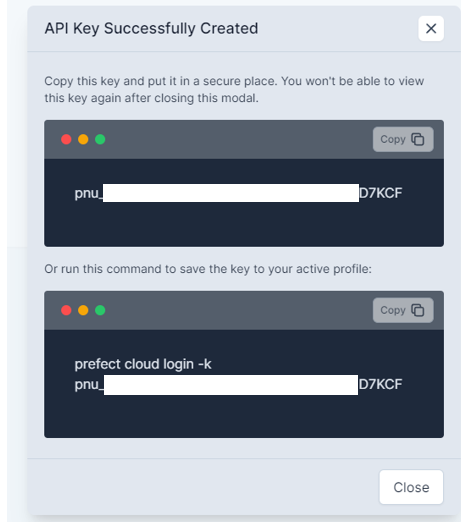 API Key Successfully Created
Copy this key and put it in a secure place. You won't be able to view
this key again after closing this modal.
Copy
pnu_ D7KCF
Or run this command to save the key to your active profile:
Copy
prefect cloud login -k
pnu_ D7KCF
Close